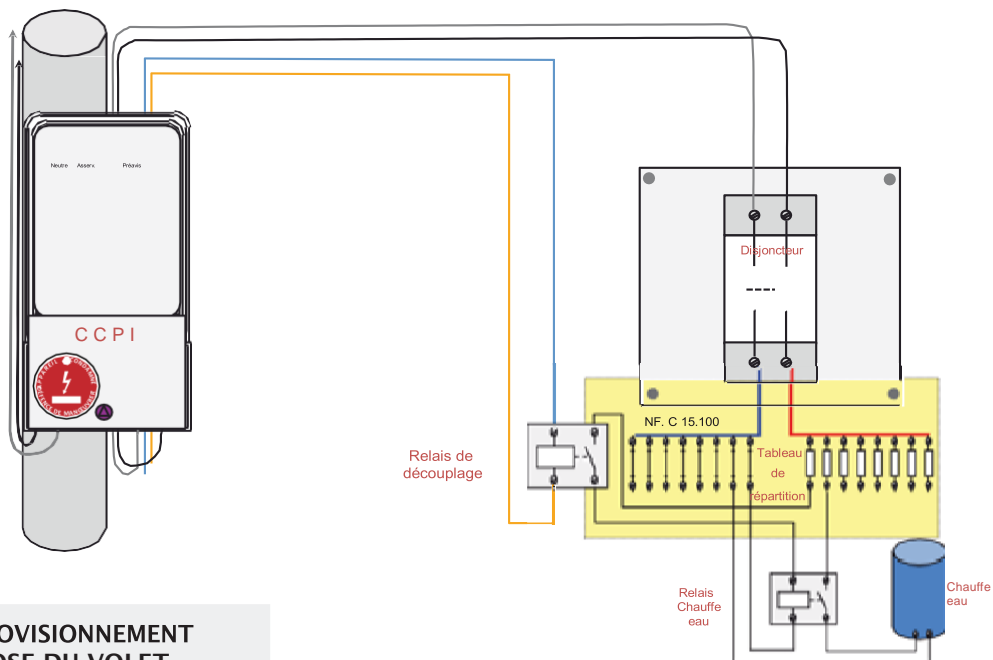 Neutre Asserv. Préavis
C C P I
Disjoncteur
NF. C 15.100
Relais de
découplage
Tableau
de
répartition
Relais
Chauffe
eau
Chauffe
eau
OVISIONNEMENT
OSE DU VOLET